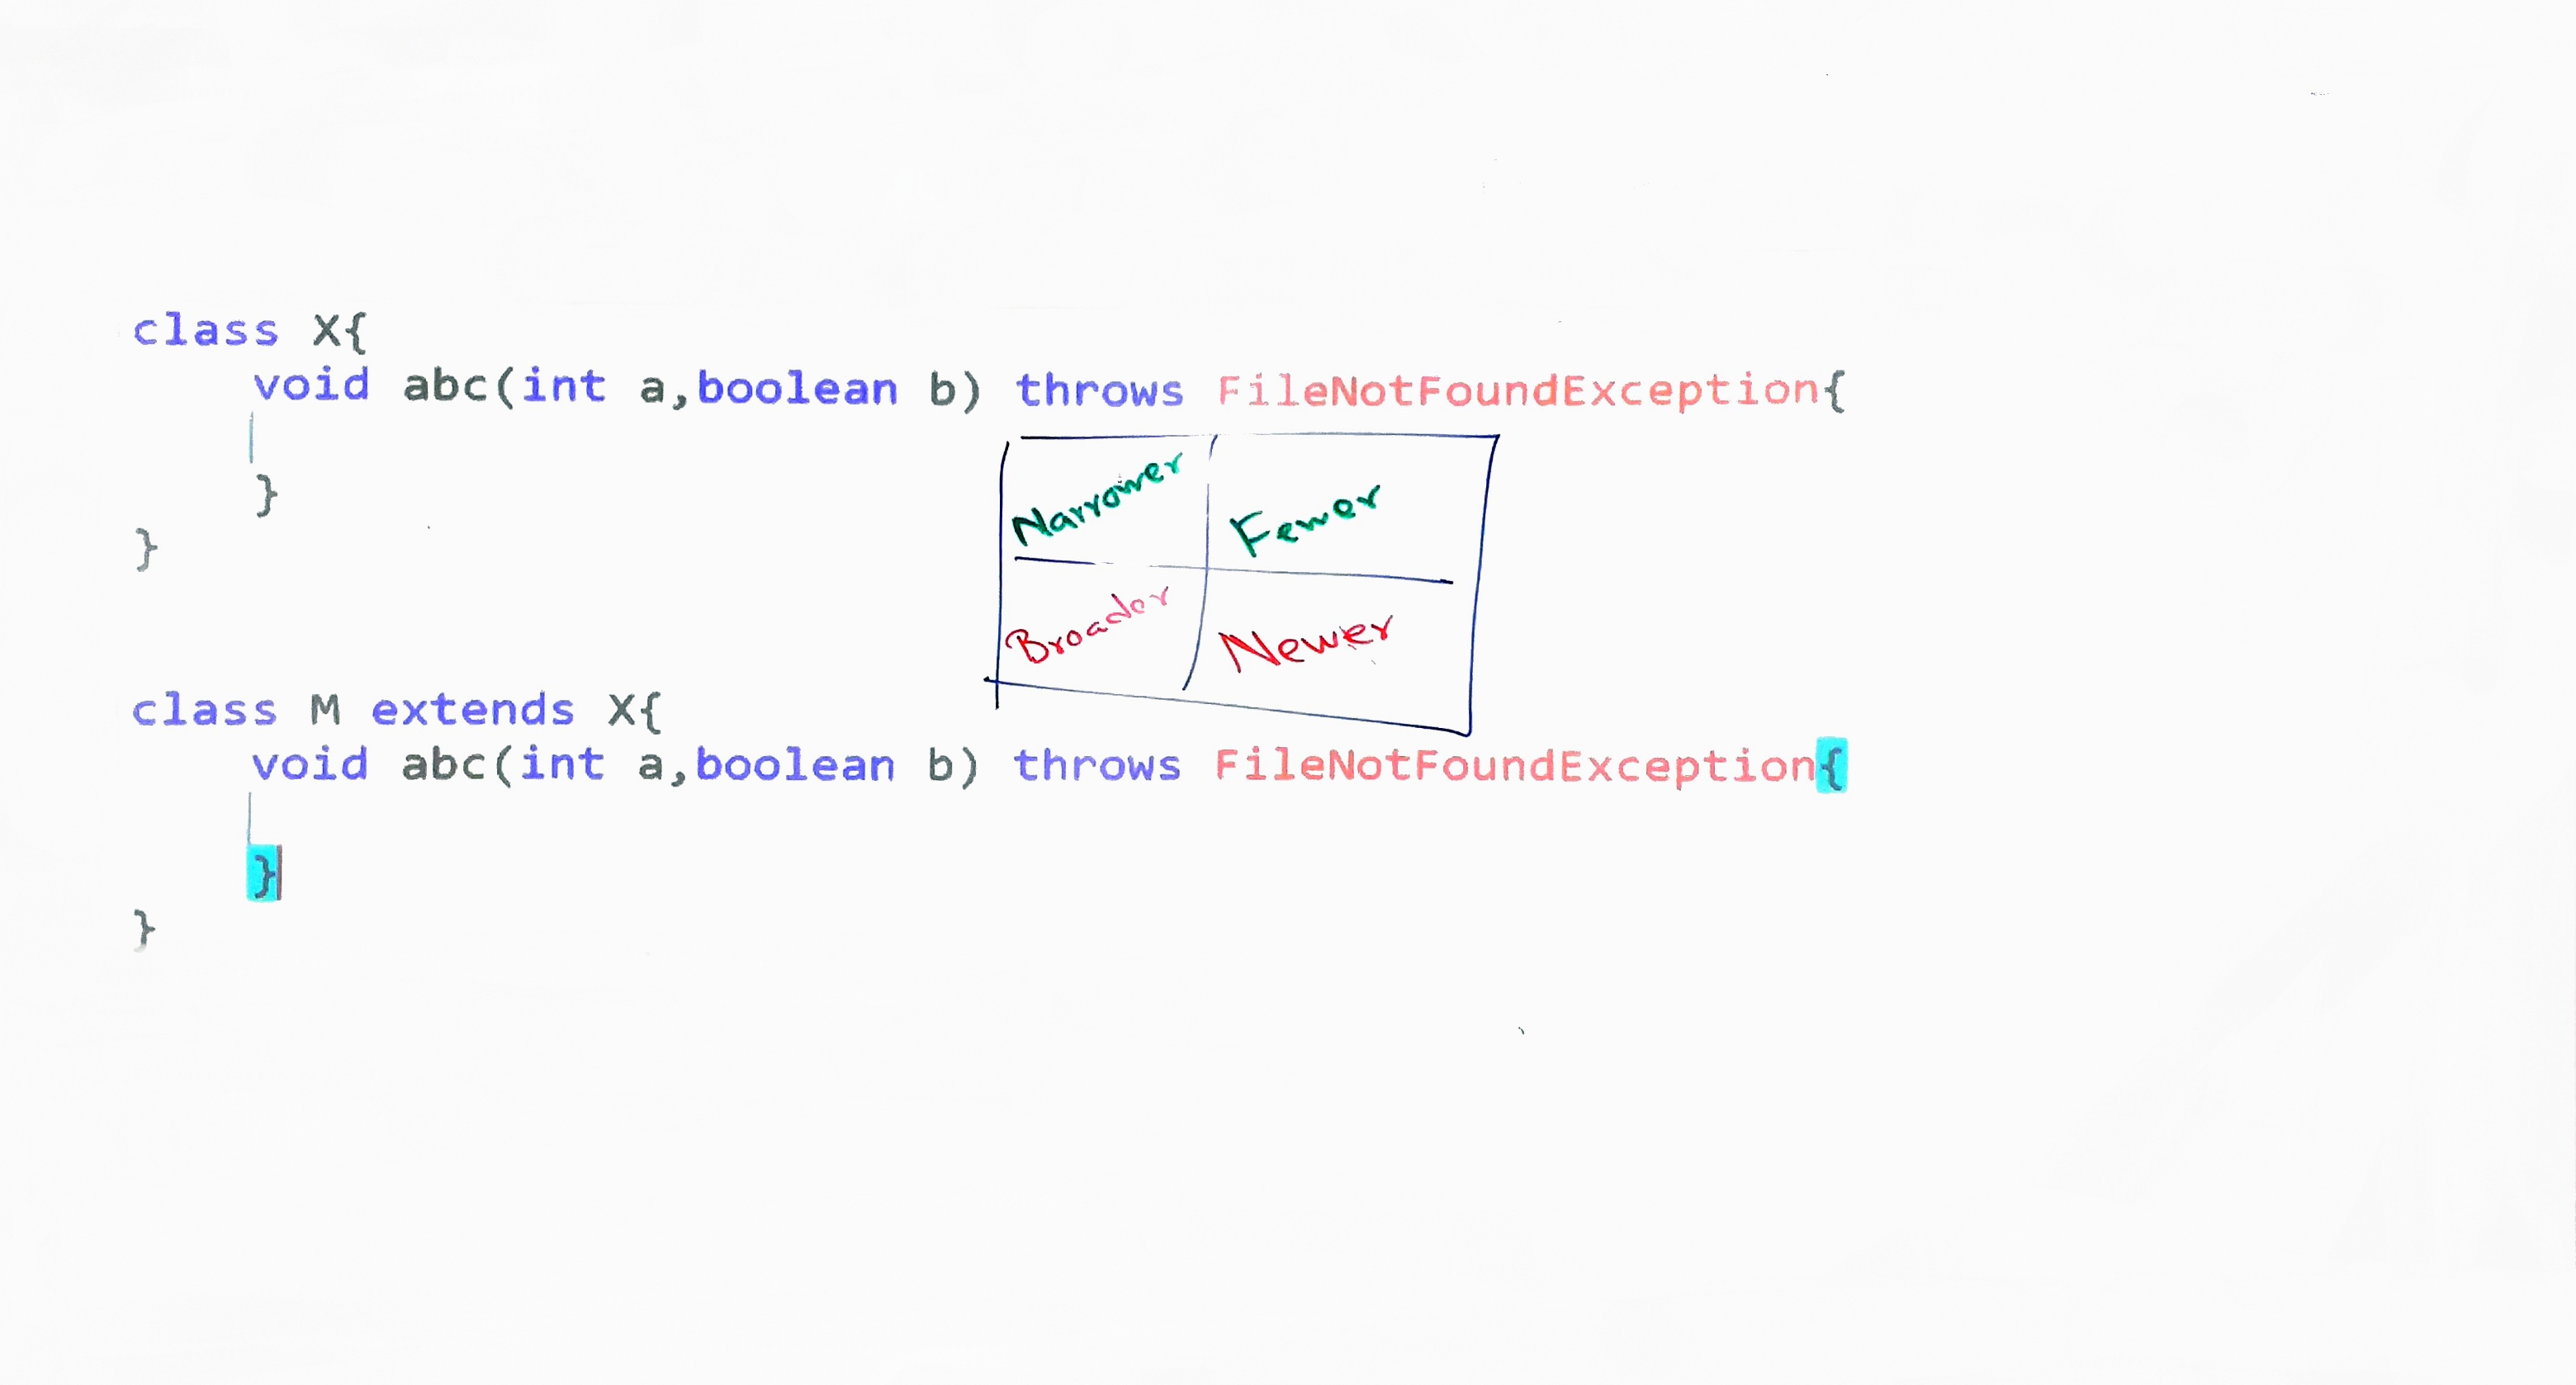 class X{
void abc(int a,boolean b) throws FileNotFoundException{
}
}
Narrower Fewer
Broader Newer
class M extends X{
void abc(int a,boolean b) throws FileNotFoundException{
}
}